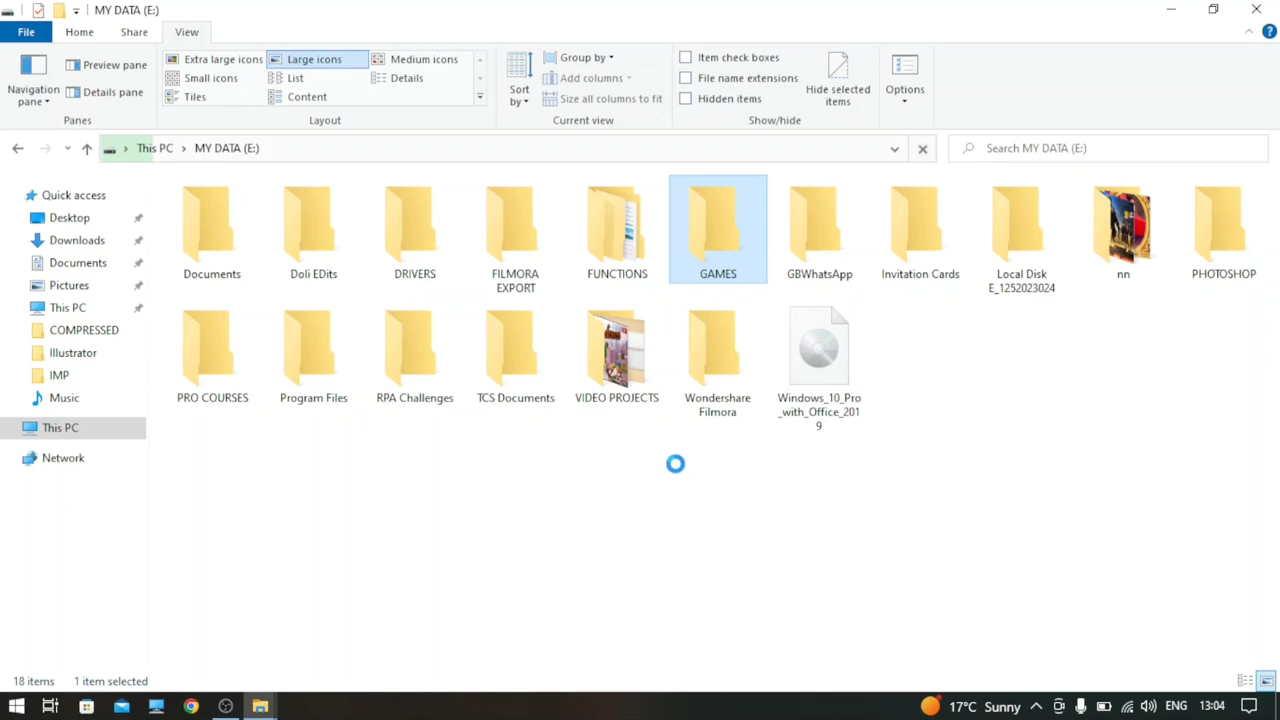 MY DATA (E:)
File Home Share View
Navigation pane
Preview pane
Details pane
Panes
Extra large icons Large icons Medium icons
Small icons List Details
Tiles Content
Layout
Sort by
Group by
Add columns
Size all columns to fit
Current view
Item check boxes
File name extensions
Hidden items
Hide selected items
Show/hide
Options
This PC MY DATA (E:)
Search MY DATA (E:)
Quick access
Desktop
Downloads
Documents
Pictures
This PC
COMPRESSED
Illustrator
IMP
Music
This PC
Network
Documents
Doli EDits
DRIVERS
FILMORA
EXPORT
FUNCTIONS
GAMES
GBWhatsApp
Invitation Cards
Local Disk
E_1252023024
nn
PHOTOSHOP
PRO COURSES
Program Files
RPA Challenges
TCS Documents
VIDEO PROJECTS
Wondershare
Filmora
Windows_10_Pro
_with_Office_201
9
18 items 1 item selected
17°C Sunny ENG 13:04